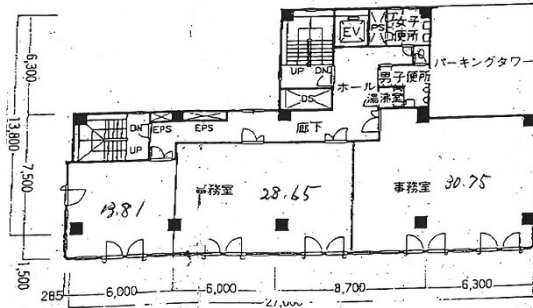 女子
便所
EV
PS
パーキングタワー
UP DN
ホール
男子便所
湯沸室
DS
DN
EPS
EPS
廊下
UP
13.81
事務室
28.65
事務室
30.75
6,300
13,800
7,500
1,500
285
6,000
6,000
8,700
6,300
27,000